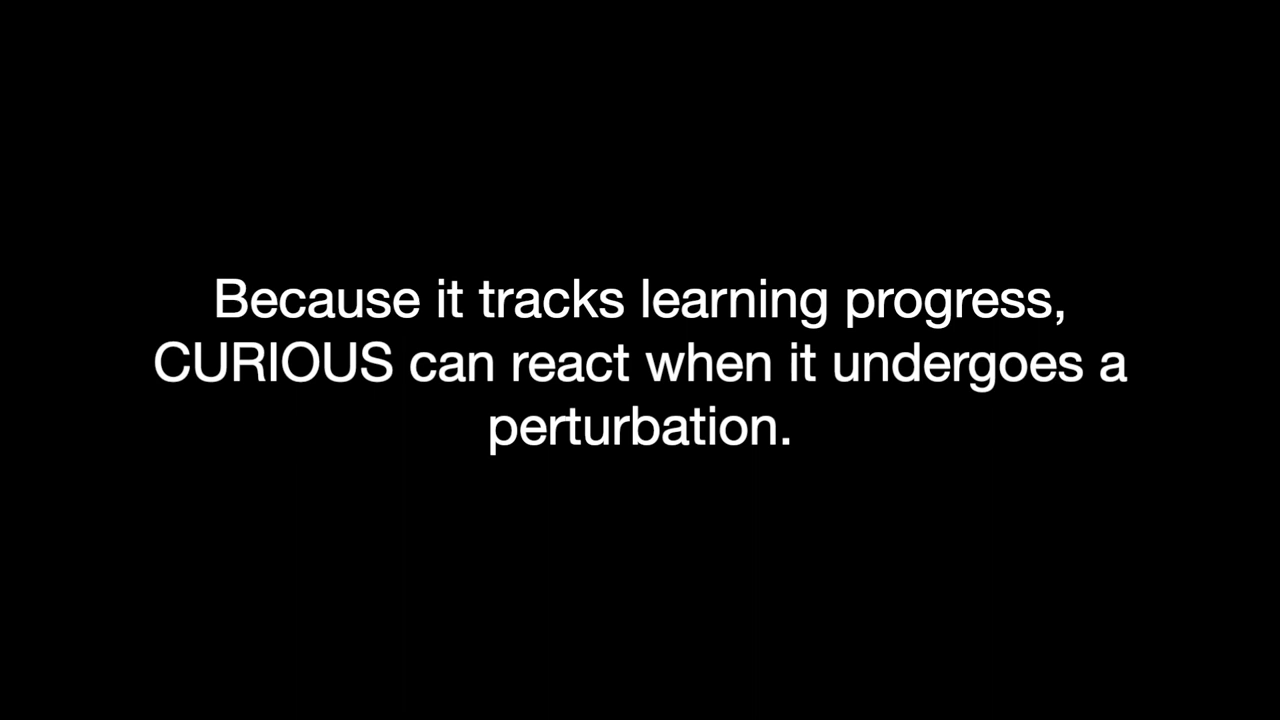 Because it tracks learning progress,
CURIOUS can react when it undergoes a
perturbation.